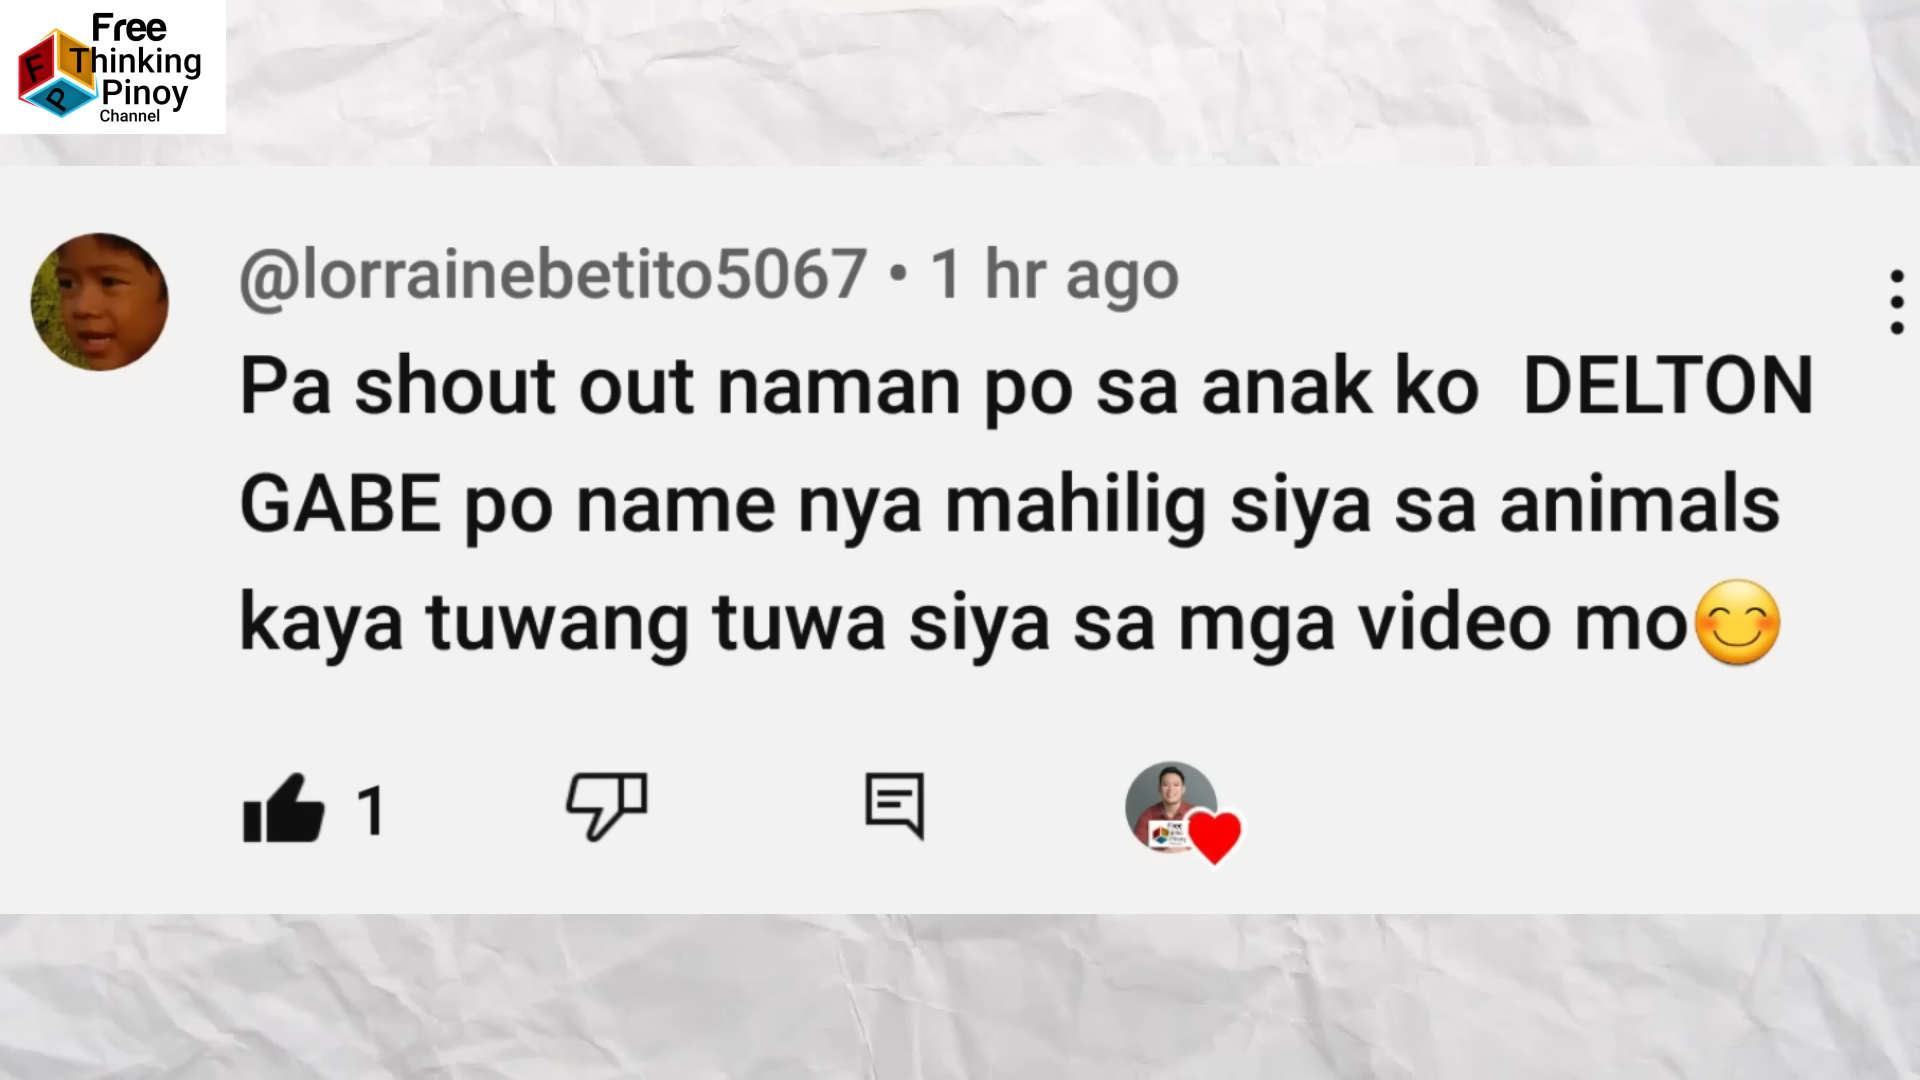 Free
Thinking
Pinoy
Channel
F
P
@lorrainebetito5067 • 1 hr ago
Pa shout out naman po sa anak ko  DELTON
GABE po name nya mahilig siya sa animals
kaya tuwang tuwa siya sa mga video mo😊
1